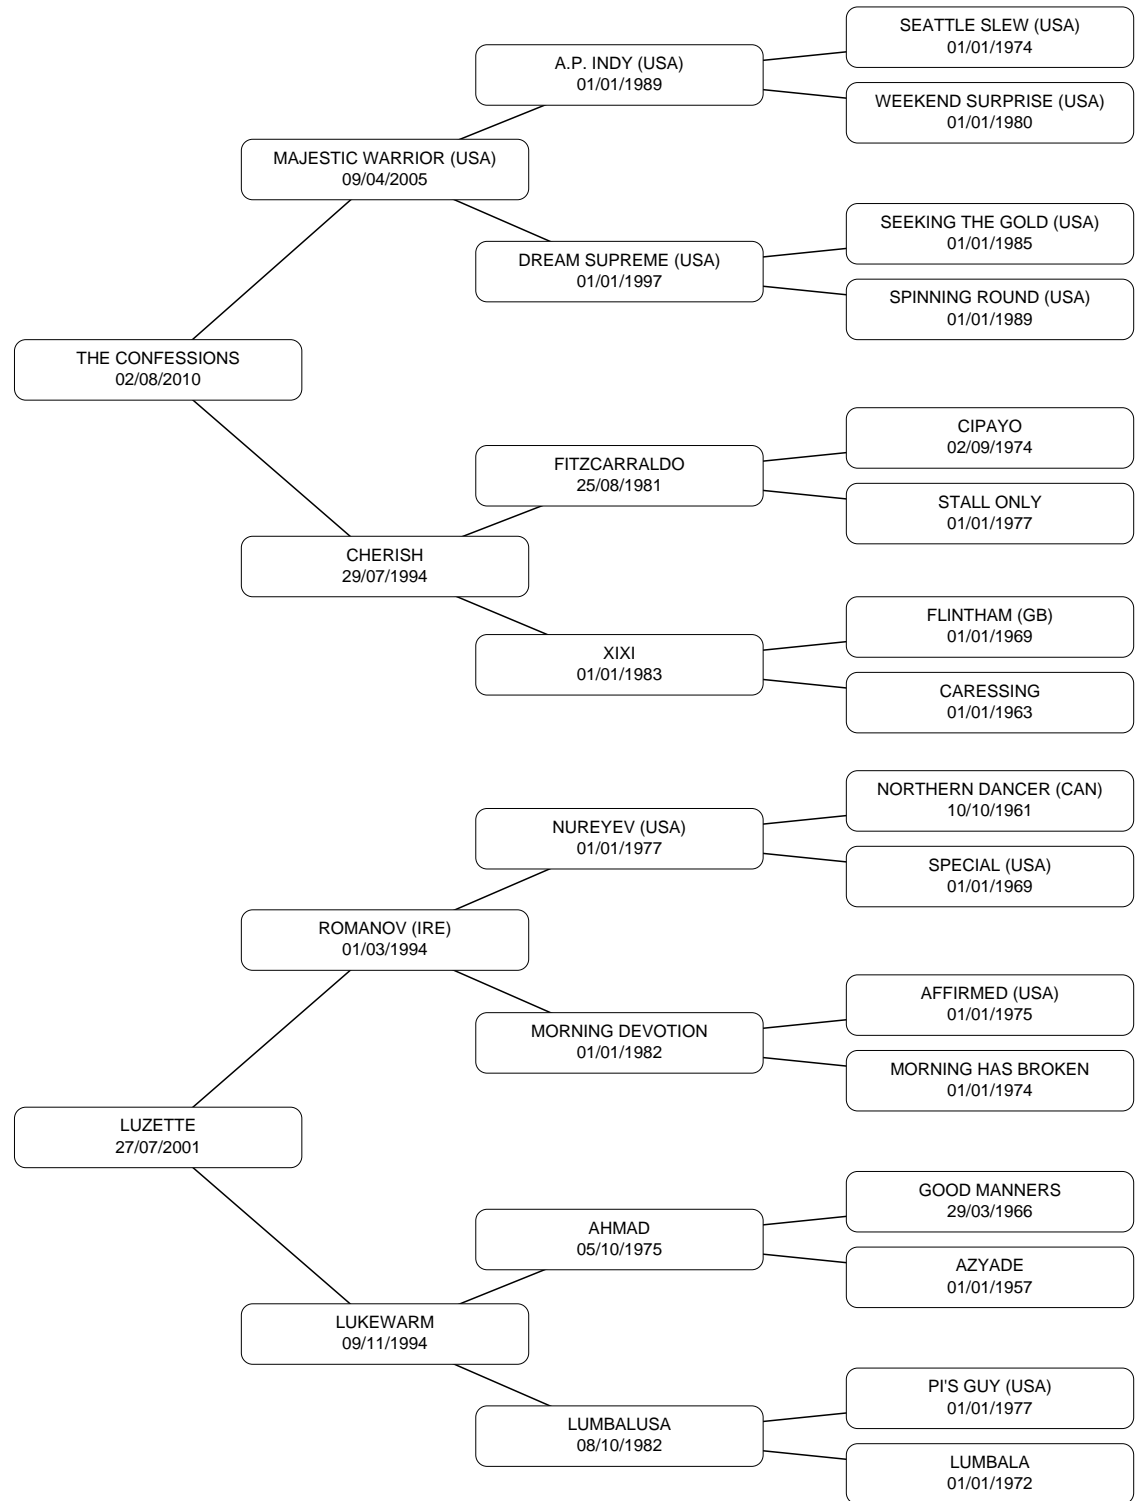 SEATTLE SLEW (USA)
01/01/1974
A.P. INDY (USA)
01/01/1989
WEEKEND SURPRISE (USA)
01/01/1980
MAJESTIC WARRIOR (USA)
09/04/2005
SEEKING THE GOLD (USA)
01/01/1985
DREAM SUPREME (USA)
01/01/1997
SPINNING ROUND (USA)
01/01/1989
THE CONFESSIONS
02/08/2010
CIPAYO
02/09/1974
FITZCARRALDO
25/08/1981
STALL ONLY
01/01/1977
CHERISH
29/07/1994
FLINTHAM (GB)
01/01/1969
XIXI
01/01/1983
CARESSING
01/01/1963
NORTHERN DANCER (CAN)
10/10/1961
NUREYEV (USA)
01/01/1977
SPECIAL (USA)
01/01/1969
ROMANOV (IRE)
01/03/1994
AFFIRMED (USA)
01/01/1975
MORNING DEVOTION
01/01/1982
MORNING HAS BROKEN
01/01/1974
LUZETTE
27/07/2001
GOOD MANNERS
29/03/1966
AHMAD
05/10/1975
AZYADE
01/01/1957
LUKEWARM
09/11/1994
PI'S GUY (USA)
01/01/1977
LUMBALUSA
08/10/1982
LUMBALA
01/01/1972